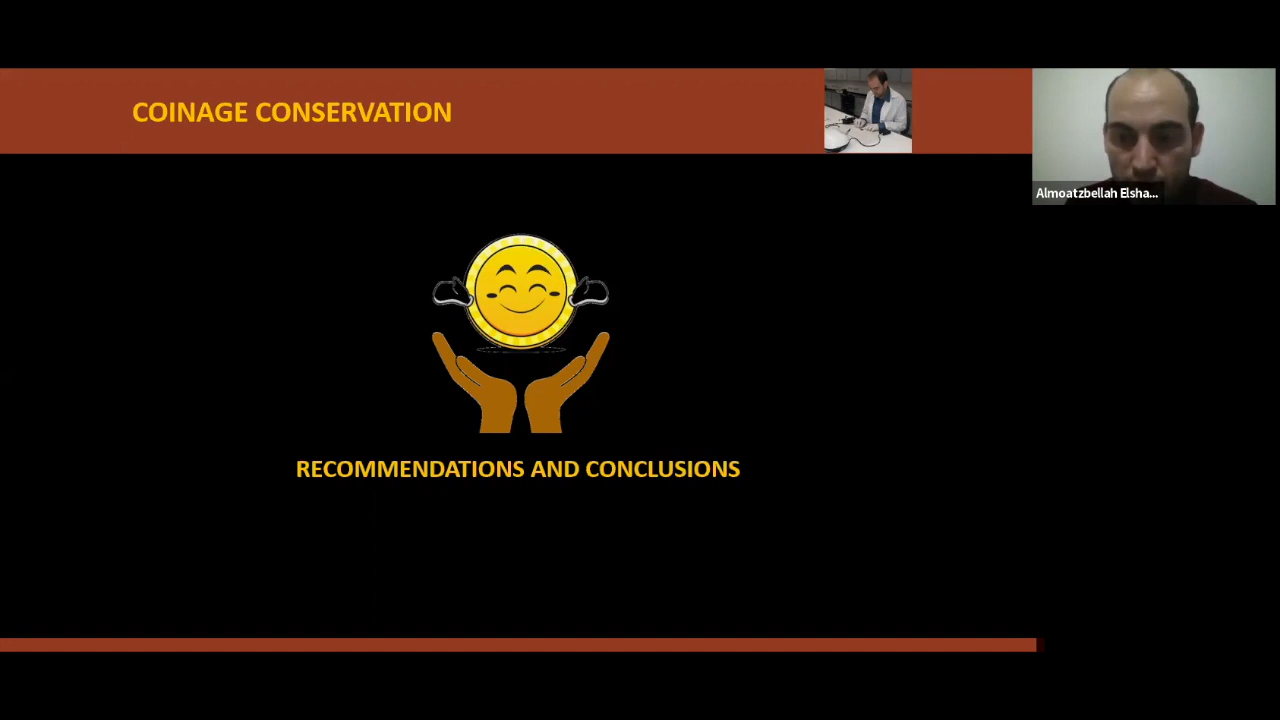 COINAGE CONSERVATION
Almoatzbellah Elsha...
RECOMMENDATIONS AND CONCLUSIONS